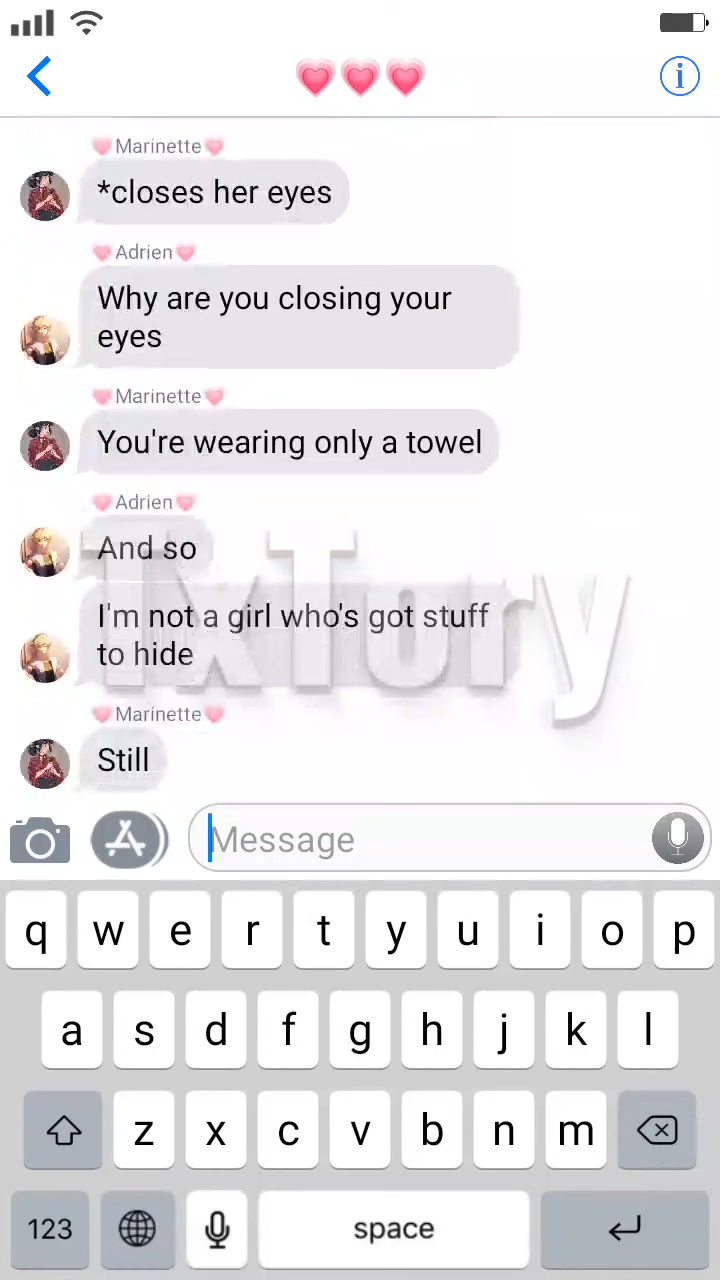 💗💗💗
💗Marinette💗
*closes her eyes
💗Adrien💗
Why are you closing your
eyes
💗Marinette💗
You're wearing only a towel
💗Adrien💗
And so
I'm not a girl who's got stuff
to hide
TxTory
💗Marinette💗
Still
Message
q w e r t y u i o p
a s d f g h j k l
z x c v b n m
123 space